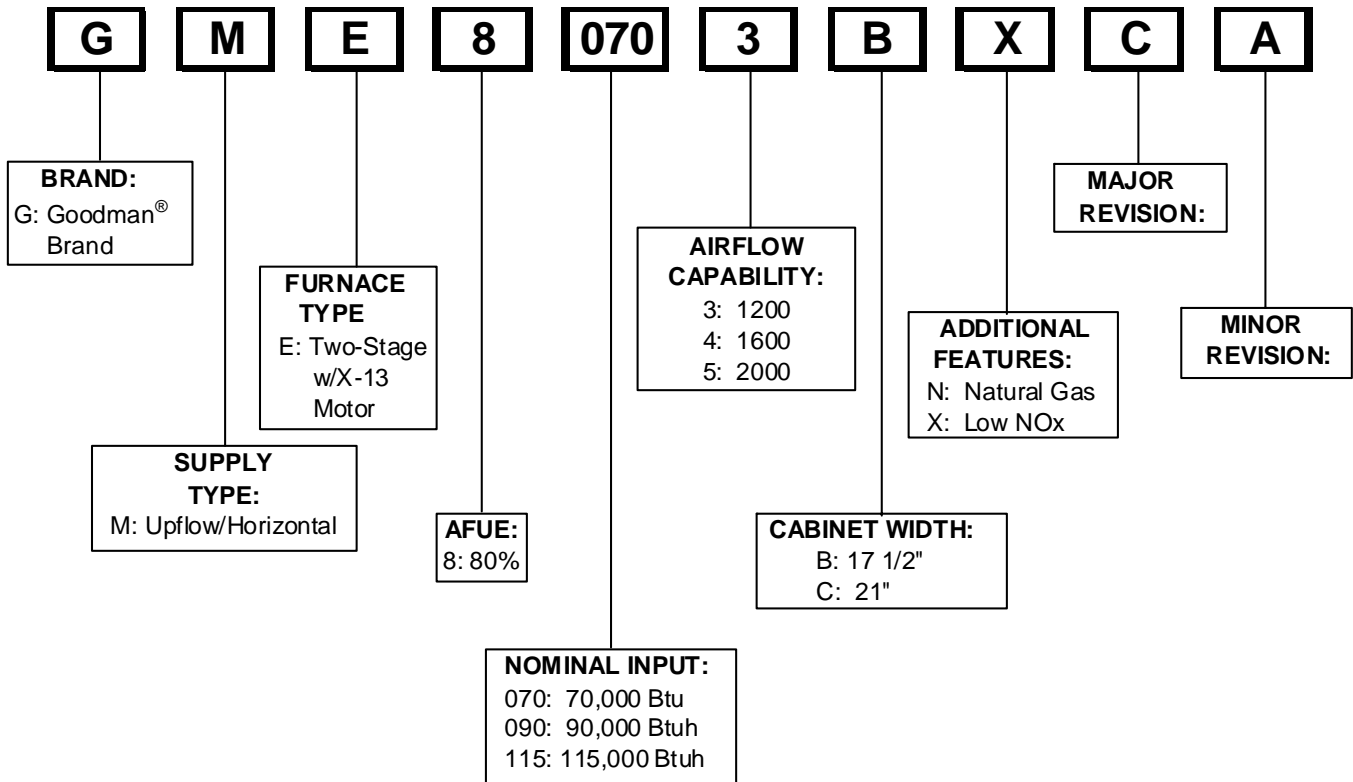 G M E 8 070 3 B X C A
BRAND:
G: Goodman®
Brand
SUPPLY
TYPE:
M: Upflow/Horizontal
FURNACE
TYPE
E: Two-Stage
w/X-13
Motor
AFUE:
8: 80%
NOMINAL INPUT:
070: 70,000 Btu
090: 90,000 Btuh
115: 115,000 Btuh
AIRFLOW
CAPABILITY:
3: 1200
4: 1600
5: 2000
CABINET WIDTH:
B: 17 1/2"
C: 21"
ADDITIONAL
FEATURES:
N: Natural Gas
X: Low NOx
MAJOR
REVISION:
MINOR
REVISION: